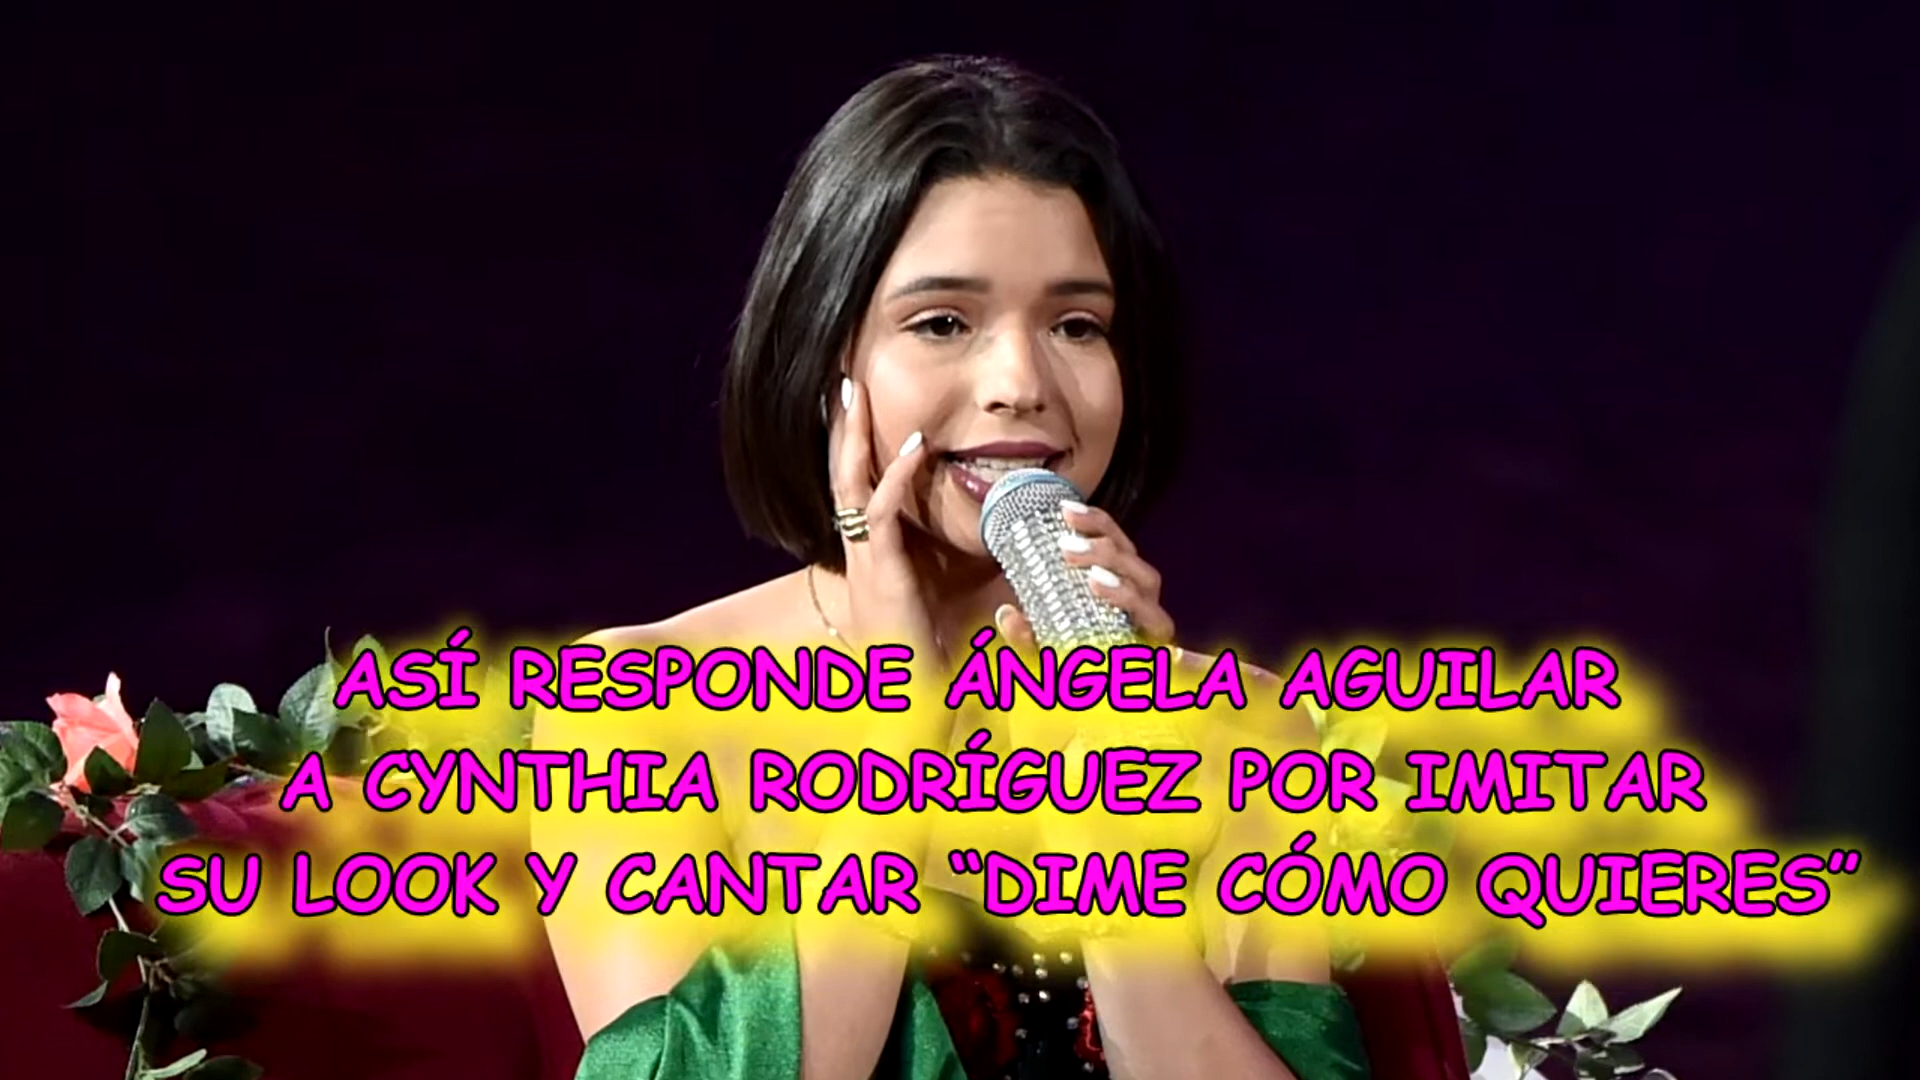 ASÍ RESPONDE ÁNGELA AGUILAR
A CYNTHIA RODRÍGUEZ POR IMITAR
SU LOOK Y CANTAR “DIME CÓMO QUIERES”